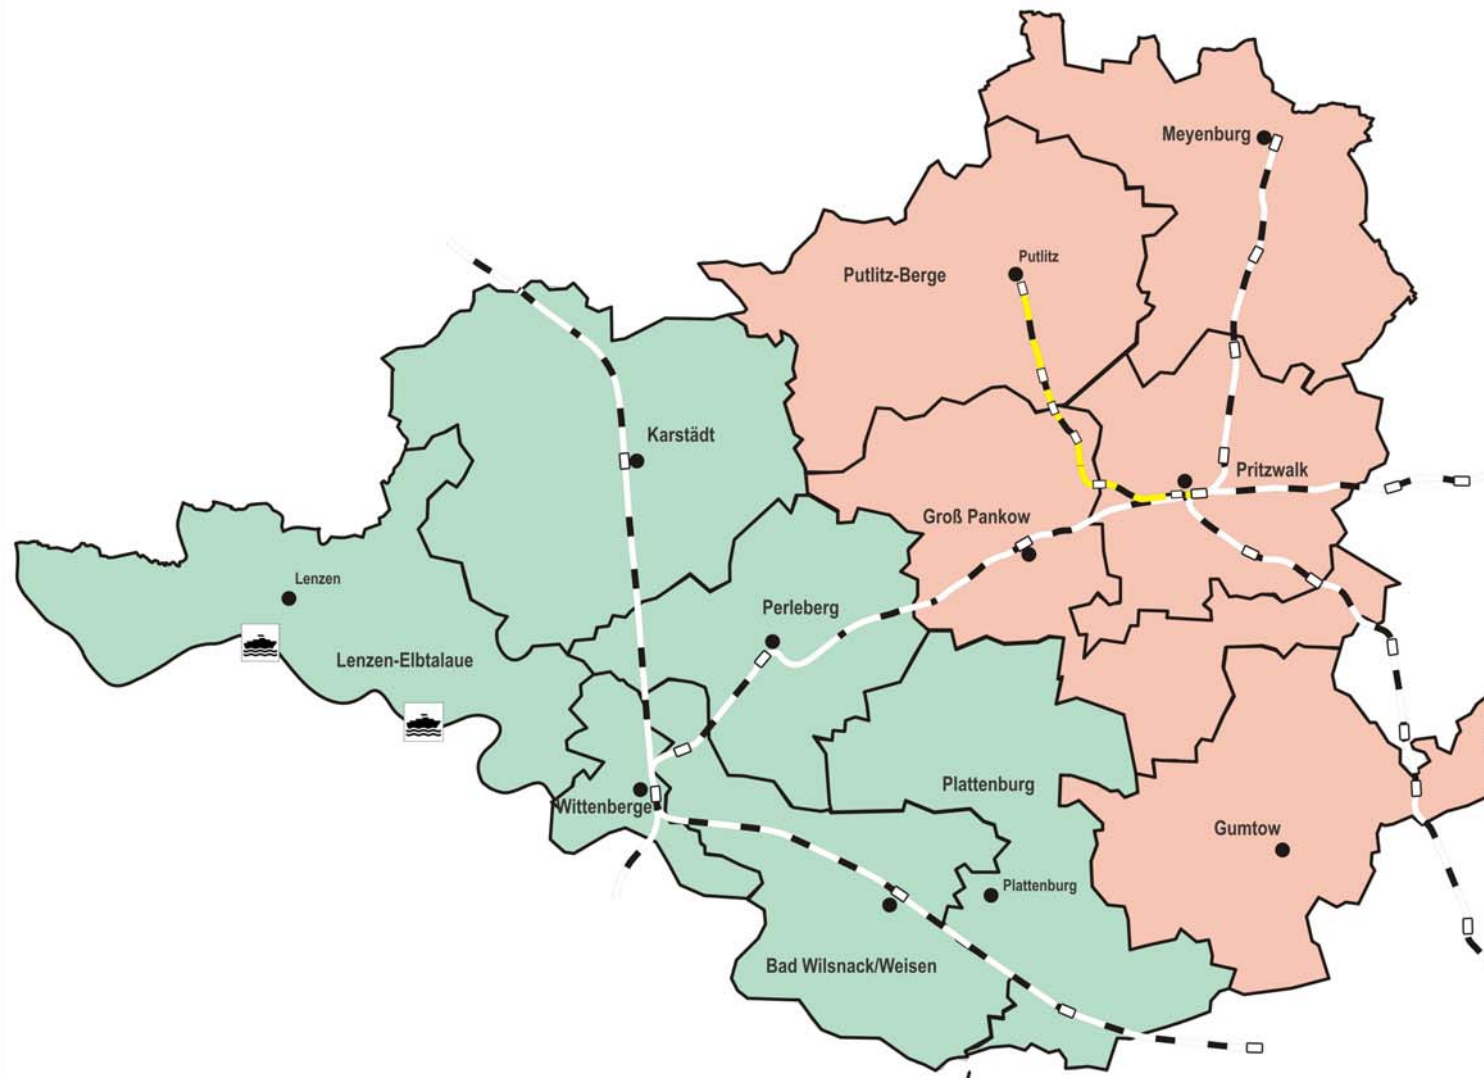 Meyenburg
Putlitz
Putlitz-Berge
Karstädt
Pritzwalk
Groß Pankow
Lenzen
Perleberg
Lenzen-Elbtalaue
Plattenburg
Wittenberge
Gumtow
Plattenburg
Bad Wilsnack/Weisen